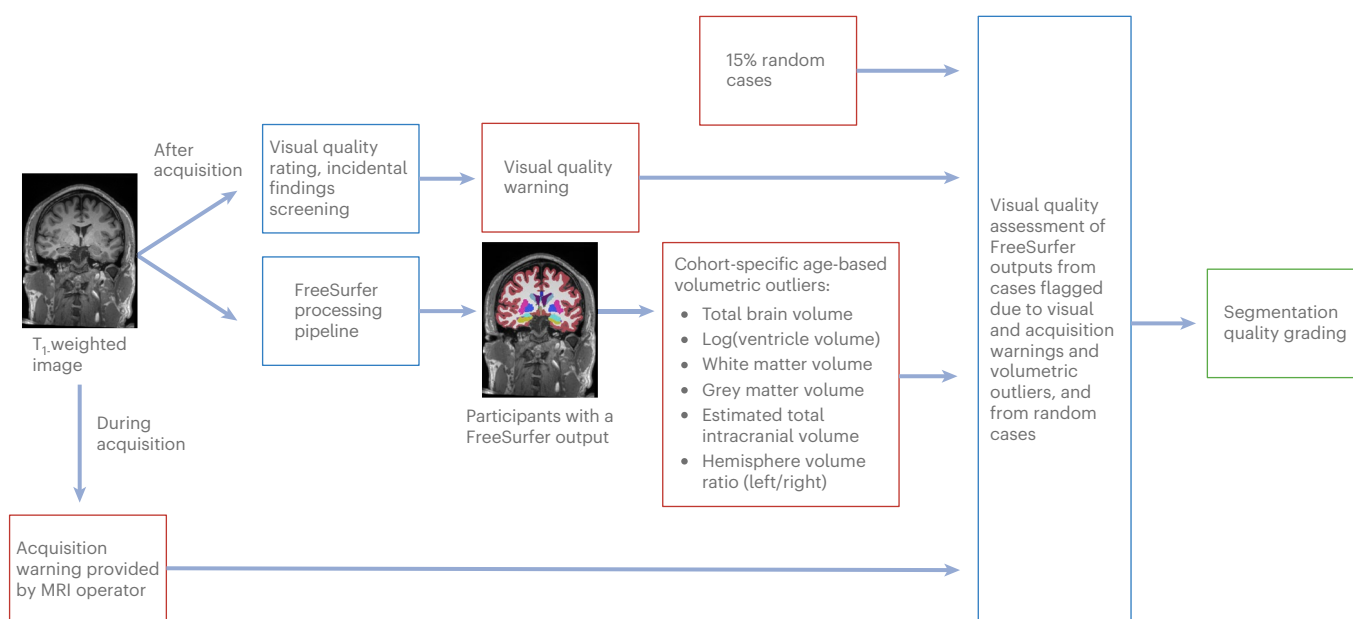 15% random
cases
After
acquisition
Visual quality
rating, incidental
findings
screening
Visual quality
warning
T1-weighted
image
FreeSurfer
processing
pipeline
Participants with a
FreeSurfer output
Cohort-specific age-based
volumetric outliers:
• Total brain volume
• Log(ventricle volume)
• White matter volume
• Grey matter volume
• Estimated total
intracranial volume
• Hemisphere volume
ratio (left/right)
During
acquisition
Acquisition
warning provided
by MRI operator
Visual quality
assessment of
FreeSurfer
outputs from
cases flagged
due to visual
and acquisition
warnings and
volumetric
outliers, and
from random
cases
Segmentation
quality grading